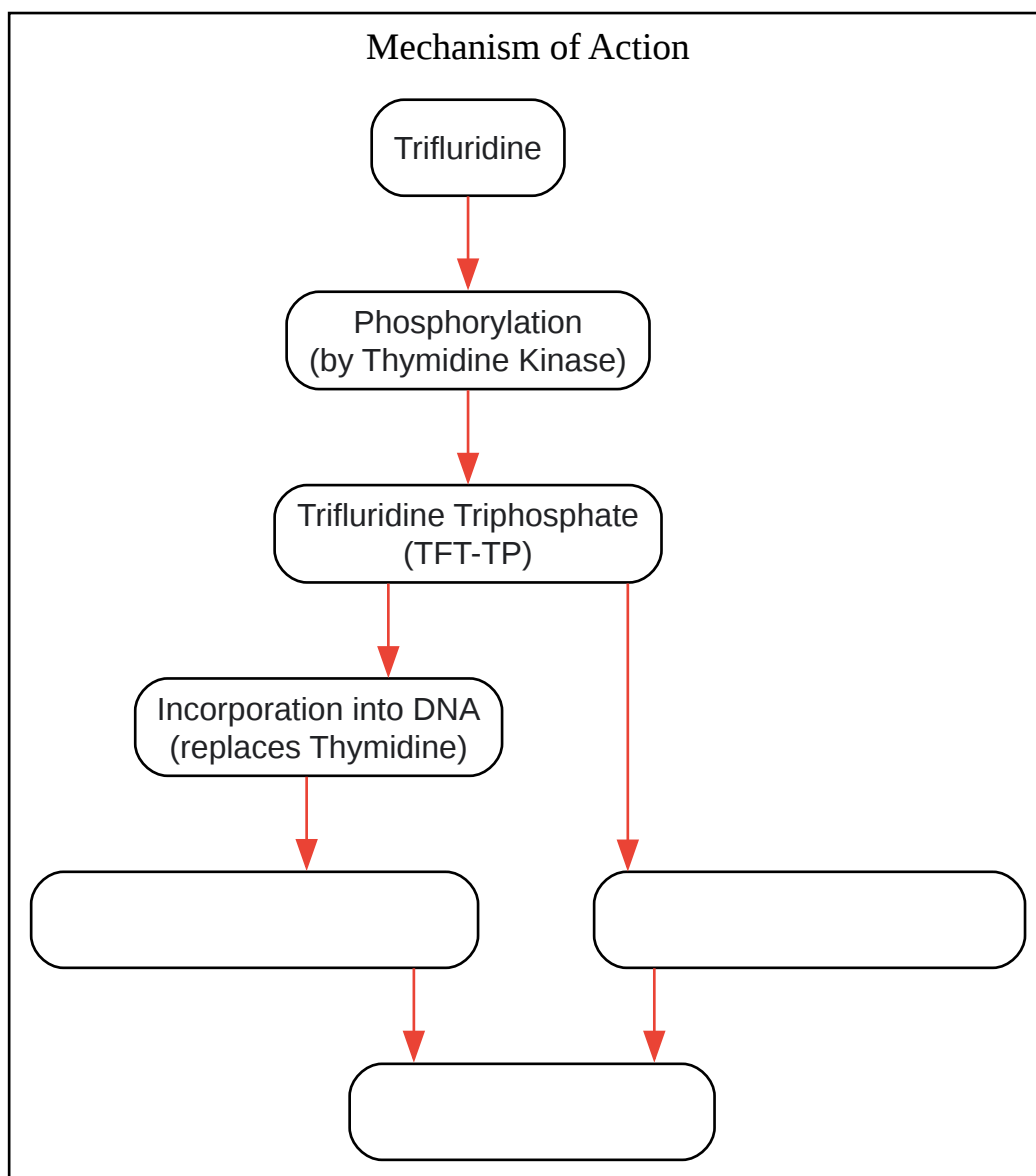 Mechanism of Action
Trifluridine
Phosphorylation
(by Thymidine Kinase)
Trifluridine Triphosphate
(TFT-TP)
Incorporation into DNA
(replaces Thymidine)